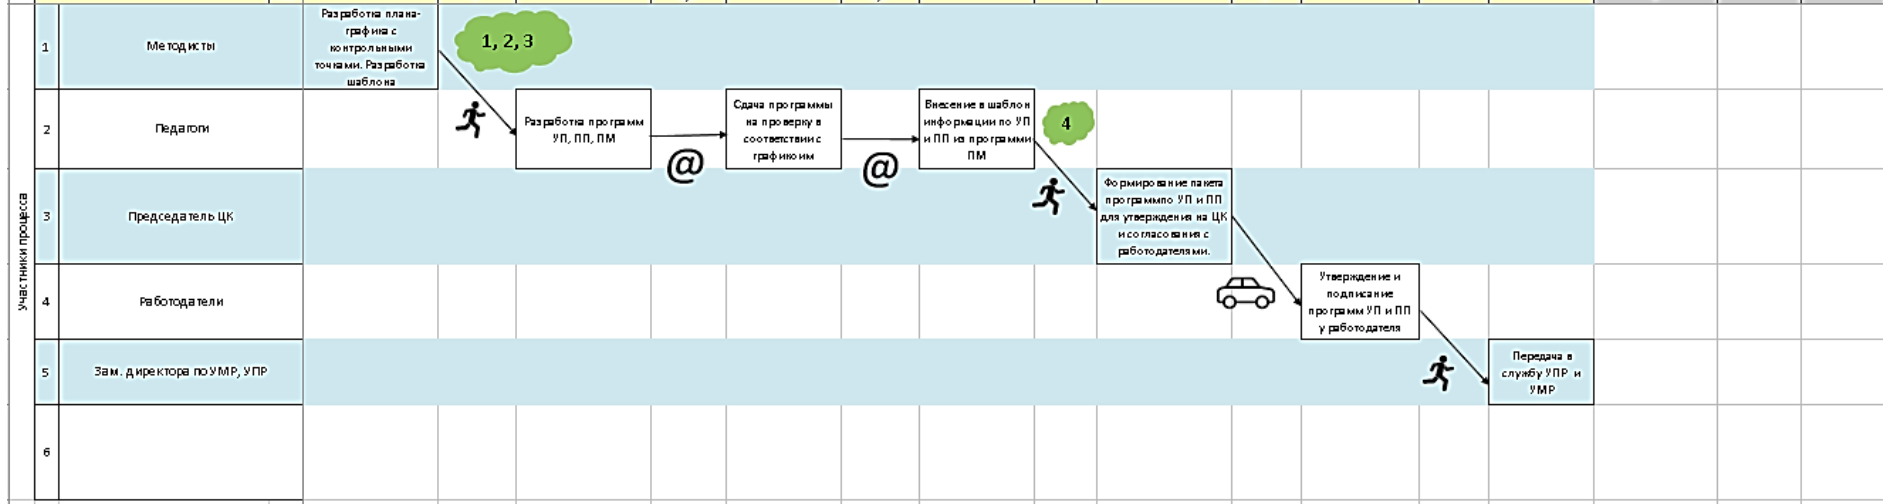 Участники процесса
1
Методисты
Разработка плана-
графика с
контрольными
точками. Разработка
шаблона
1, 2, 3
2
Педагоги
Разработка программ
УП, ПП, ПМ
@
Сдача программы
на проверку в
соответствии с
графиком им
@
Внесение в шаблон
информации по УП
и ПП из программи
ПМ
4
3
Председатель ЦК
Формирование пакета
программпо УП и ПП
для утверждения на ЦК
и согласования с
работодателями.
4
Работодатели
Утверждение и
подписание
программ УП и ПП
у работодателя
5
Зам. директора по УМР, УПР
Передача в
службу УПР и
УМР
6